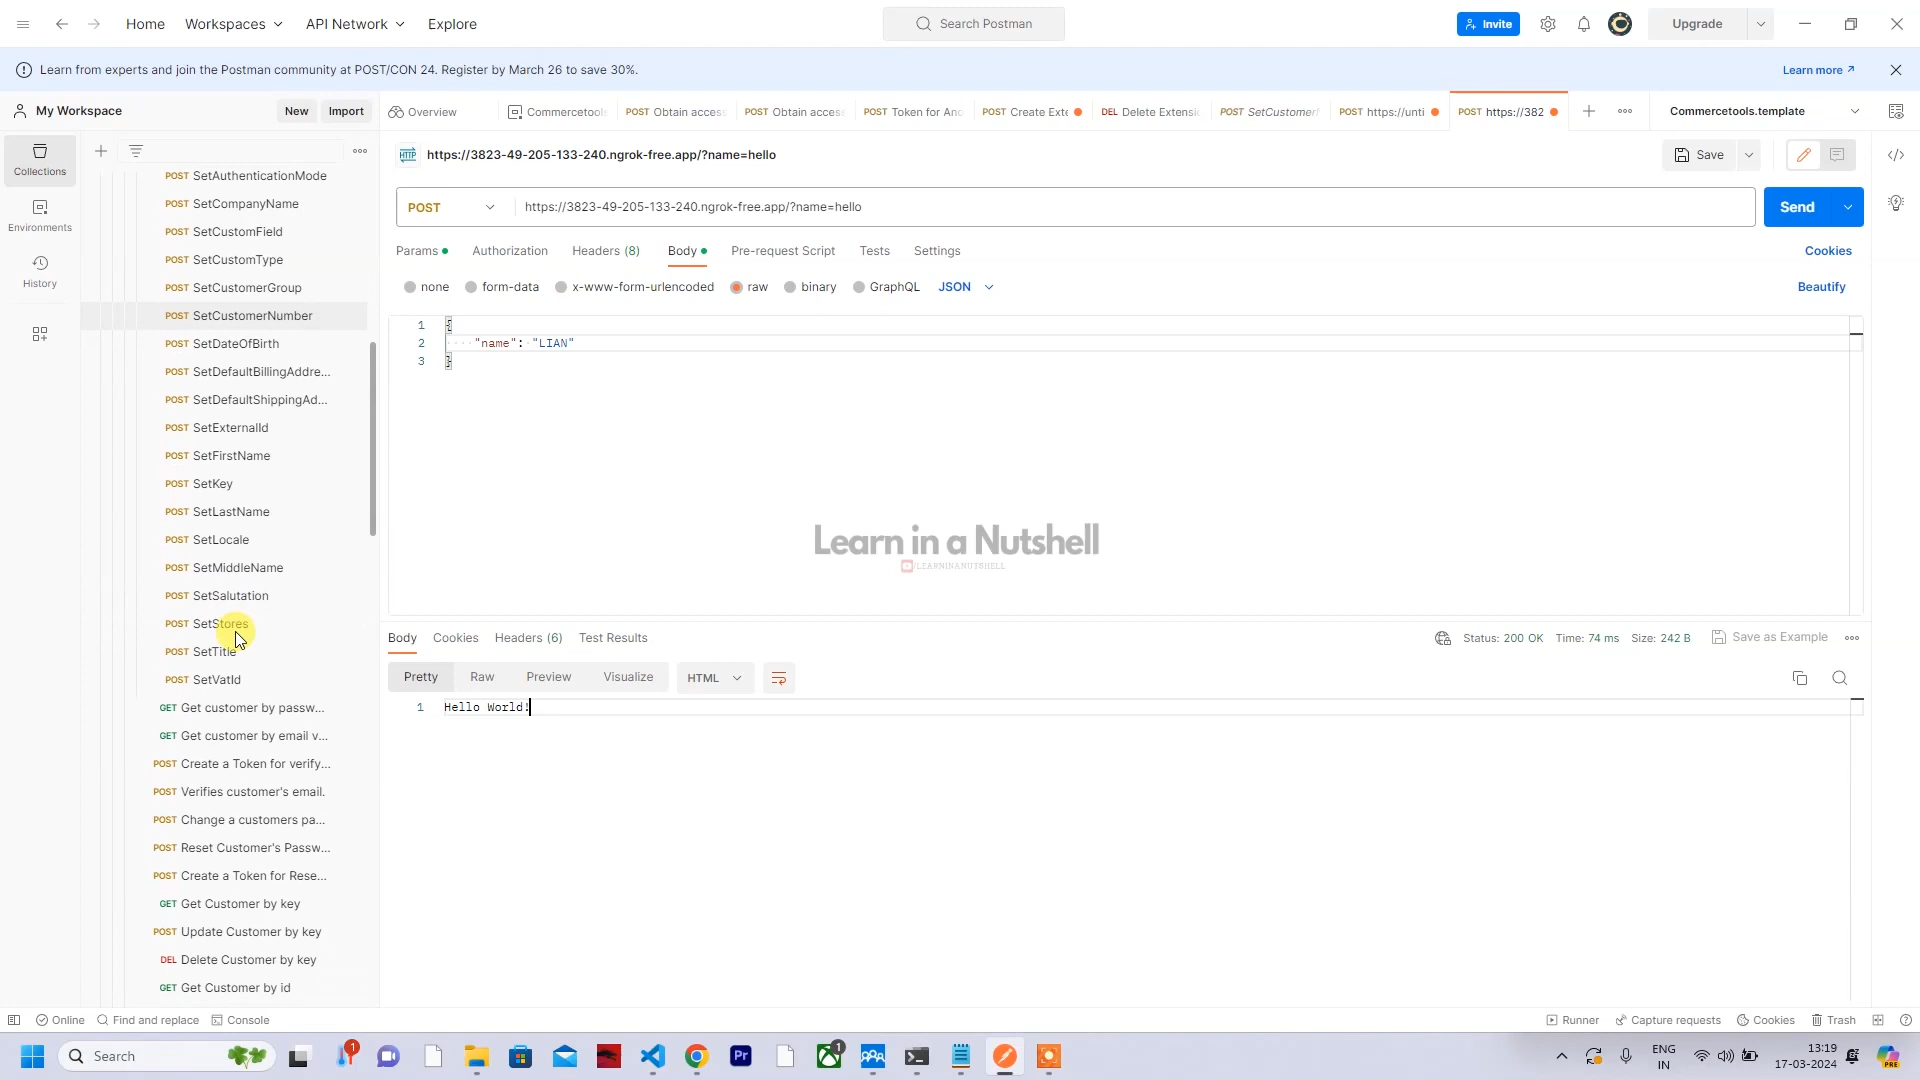 Home Workspaces API Network Explore Search Postman Invite Upgrade
Learn from experts and join the Postman community at POST/CON 24. Register by March 26 to save 30%. Learn more
My Workspace New Import Overview Commercetools POST Obtain access POST Obtain access POST Token for Ano POST Create Exte DEL Delete Extensio POST SetCustomerN POST https://unti POST https://382 Commercetools.template
Collections
Environments
History
POST SetAuthenticationMode
POST SetCompanyName
POST SetCustomField
POST SetCustomType
POST SetCustomerGroup
POST SetCustomerNumber
POST SetDateOfBirth
POST SetDefaultBillingAddre...
POST SetDefaultShippingAd...
POST SetExternalId
POST SetFirstName
POST SetKey
POST SetLastName
POST SetLocale
POST SetMiddleName
POST SetSalutation
POST SetStores
POST SetTitle
POST SetVatId
GET Get customer by passw...
GET Get customer by email v...
POST Create a Token for verify...
POST Verifies customer's email.
POST Change a customers pa...
POST Reset Customer's Passw...
POST Create a Token for Rese...
GET Get Customer by key
POST Update Customer by key
DEL Delete Customer by key
GET Get Customer by id
HTTP https://3823-49-205-133-240.ngrok-free.app/?name=hello Save
POST https://3823-49-205-133-240.ngrok-free.app/?name=hello Send
Params Authorization Headers (8) Body Pre-request Script Tests Settings Cookies
none form-data x-www-form-urlencoded raw binary GraphQL JSON Beautify
1 {
2 "name": "LIAN"
3 }
Learn in a Nutshell
/LEARNINANUTSHELL
Body Cookies Headers (6) Test Results Status: 200 OK Time: 74 ms Size: 242 B Save as Example
Pretty Raw Preview Visualize HTML
1 Hello World!
Online Find and replace Console Runner Capture requests Cookies Trash
Search 1 Pr 1 ENG 13:19
IN 17-03-2024 PRE